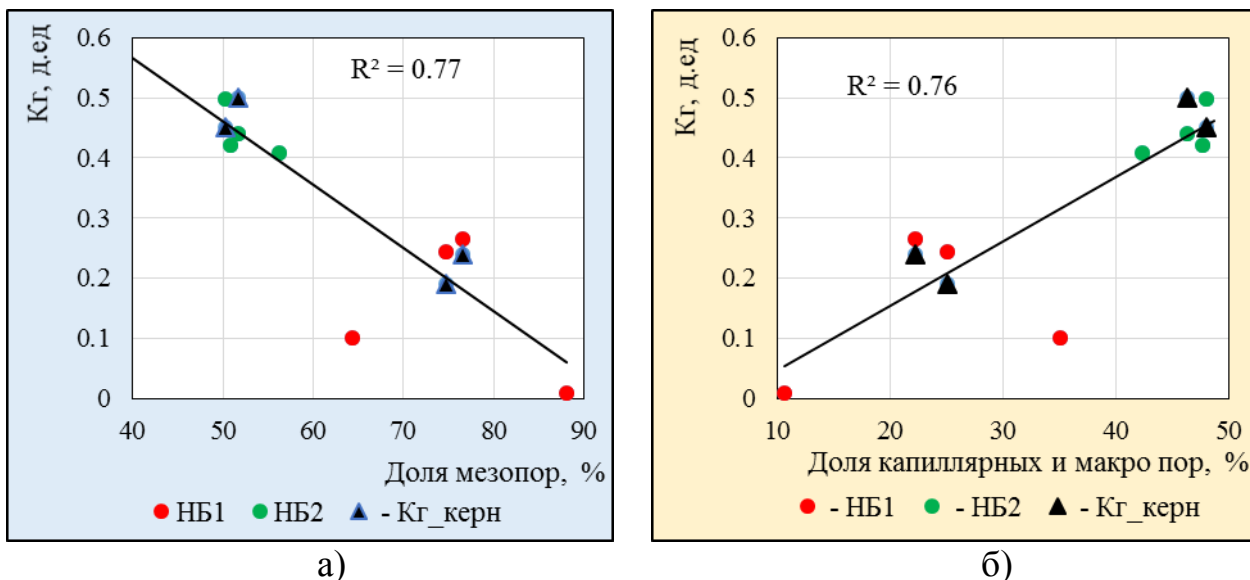 Кг, д.ед
0.6
0.5
0.4
0.3
0.2
0.1
0
R² = 0.77
40 50 60 70 80 90
Доля мезопор, %
НБ1 НБ2 - Кг_керн
а)
Кг, д.ед
0.6
0.5
0.4
0.3
0.2
0.1
0
R² = 0.76
10 20 30 40 50
Доля капиллярных и макро пор, %
- НБ1 - НБ2 - Кг_керн
б)